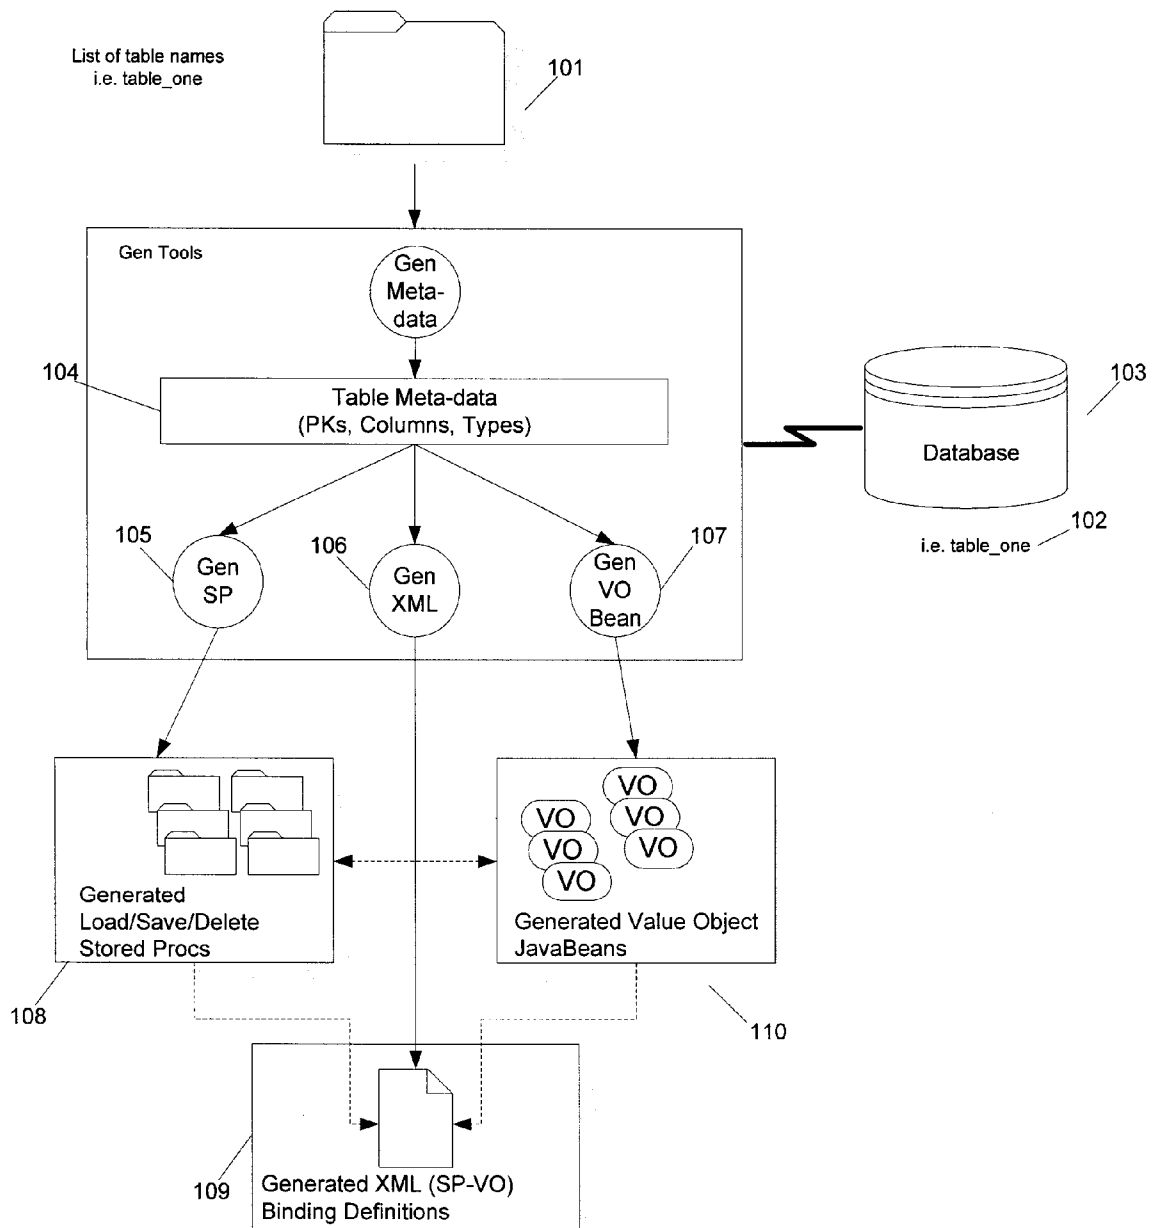 List of table names
i.e. table_one
101
Gen Tools
Gen
Meta-
data
104
Table Meta-data
(PKs, Columns, Types)
103
Database
102
i.e. table_one
105
106
107
Gen
SP
Gen
XML
Gen
VO
Bean
VO
VO
VO
VO
VO
VO
Generated
Load/Save/Delete
Stored Procs
Generated Value Object
JavaBeans
108
110
109
Generated XML (SP-VO)
Binding Definitions